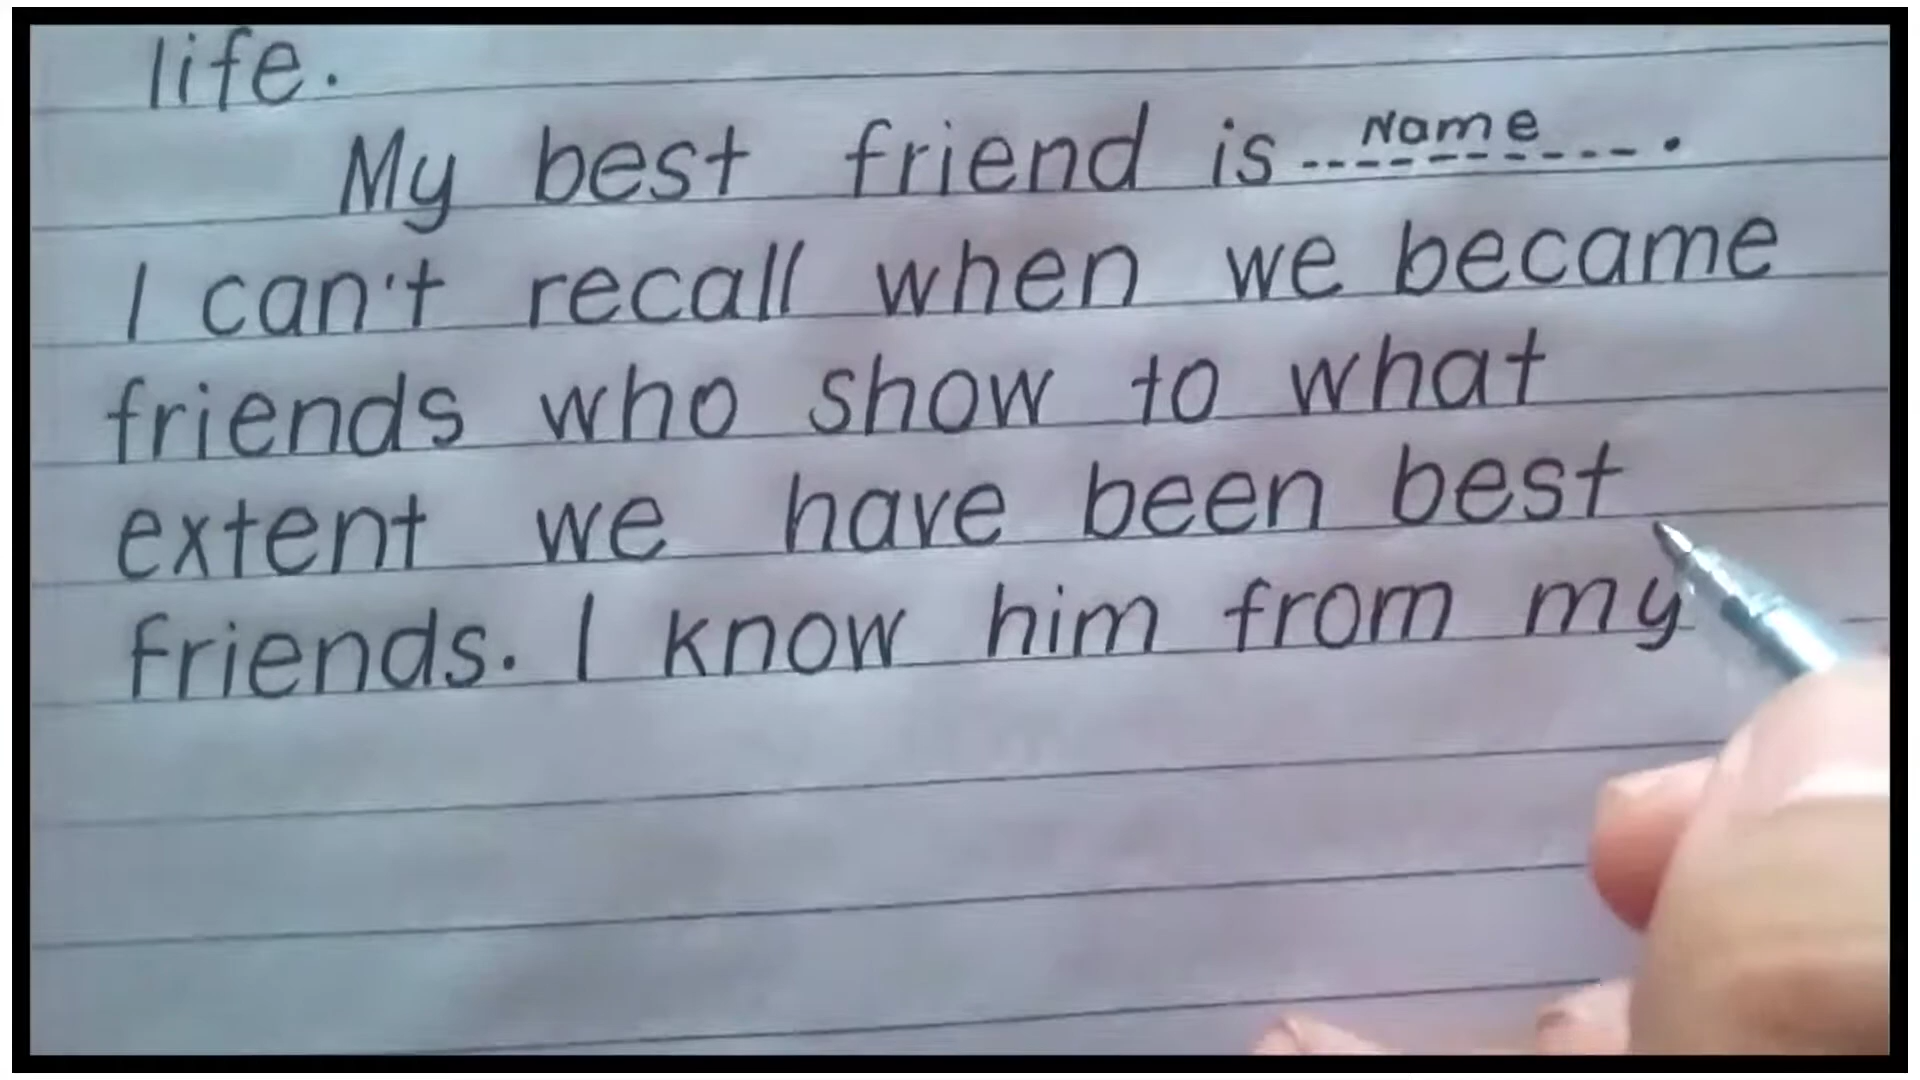 life.
My best friend is ---Name---.
I can't recall when we became
friends who show to what
extent we have been best
friends. I know him from my